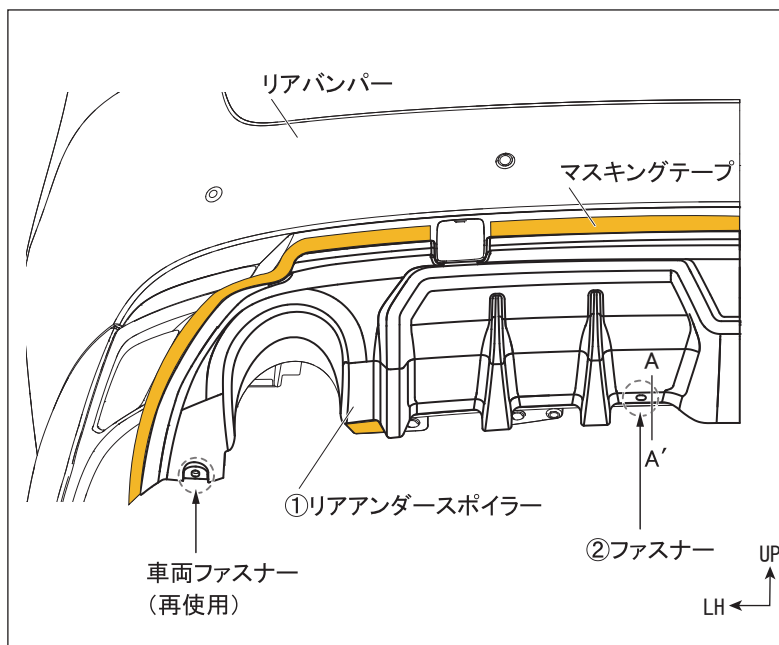 リアバンパー
マスキングテープ
A
A′
①リアアンダースポイラー
②ファスナー
車両ファスナー
（再使用）
UP
LH